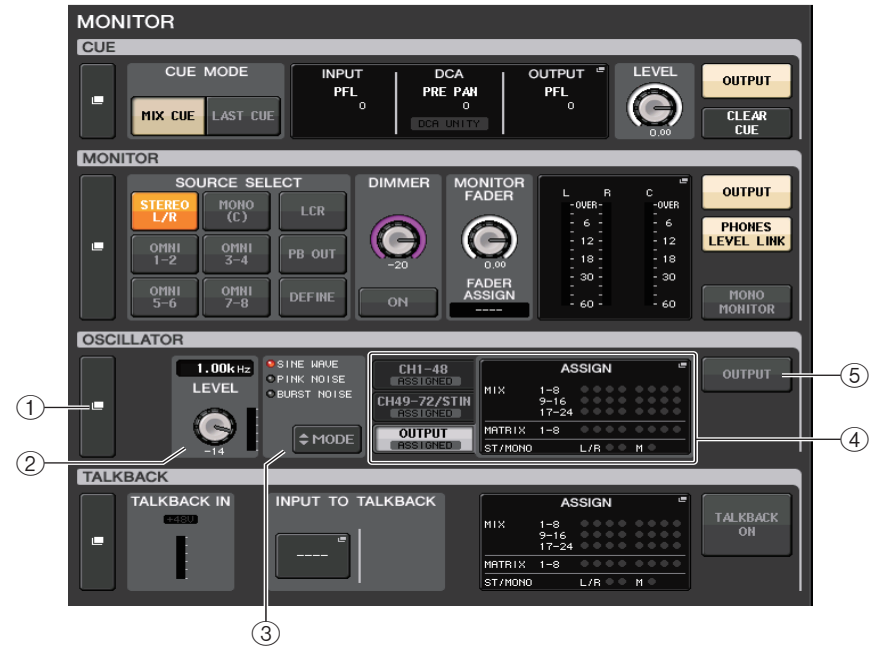 MONITOR
CUE
CUE MODE
MIX CUE
LAST CUE
INPUT
PFL
0
DCA
PRE PAN
0
DCA UNITY
OUTPUT
PFL
0
LEVEL
0.00
OUTPUT
CLEAR
CUE
MONITOR
SOURCE SELECT
STEREO
L/R
MONO
(C)
LCR
OMNI
1-2
OMNI
3-4
PB OUT
OMNI
5-6
OMNI
7-8
DEFINE
DIMMER
-20
ON
MONITOR
FADER
0.00
FADER
ASSIGN
----
L R C
-OVER- -OVER
- 6 - - 6
- 12 - - 12
- 18 - - 18
- 30 - - 30
- 60 - - 60
OUTPUT
PHONES
LEVEL LINK
MONO
MONITOR
OSCILLATOR
1.00kHz
LEVEL
-14
SINE WAVE
PINK NOISE
BURST NOISE
MODE
CH1-48
ASSIGNED
CH49-72/STIN
ASSIGNED
OUTPUT
ASSIGNED
ASSIGN
MIX 1-8
9-16
17-24
MATRIX 1-8
ST/MONO L/R M
OUTPUT
1
2
3
4
5
TALKBACK
TALKBACK IN
+48V
INPUT TO TALKBACK
----
ASSIGN
MIX 1-8
9-16
17-24
MATRIX 1-8
ST/MONO L/R M
TALKBACK
ON